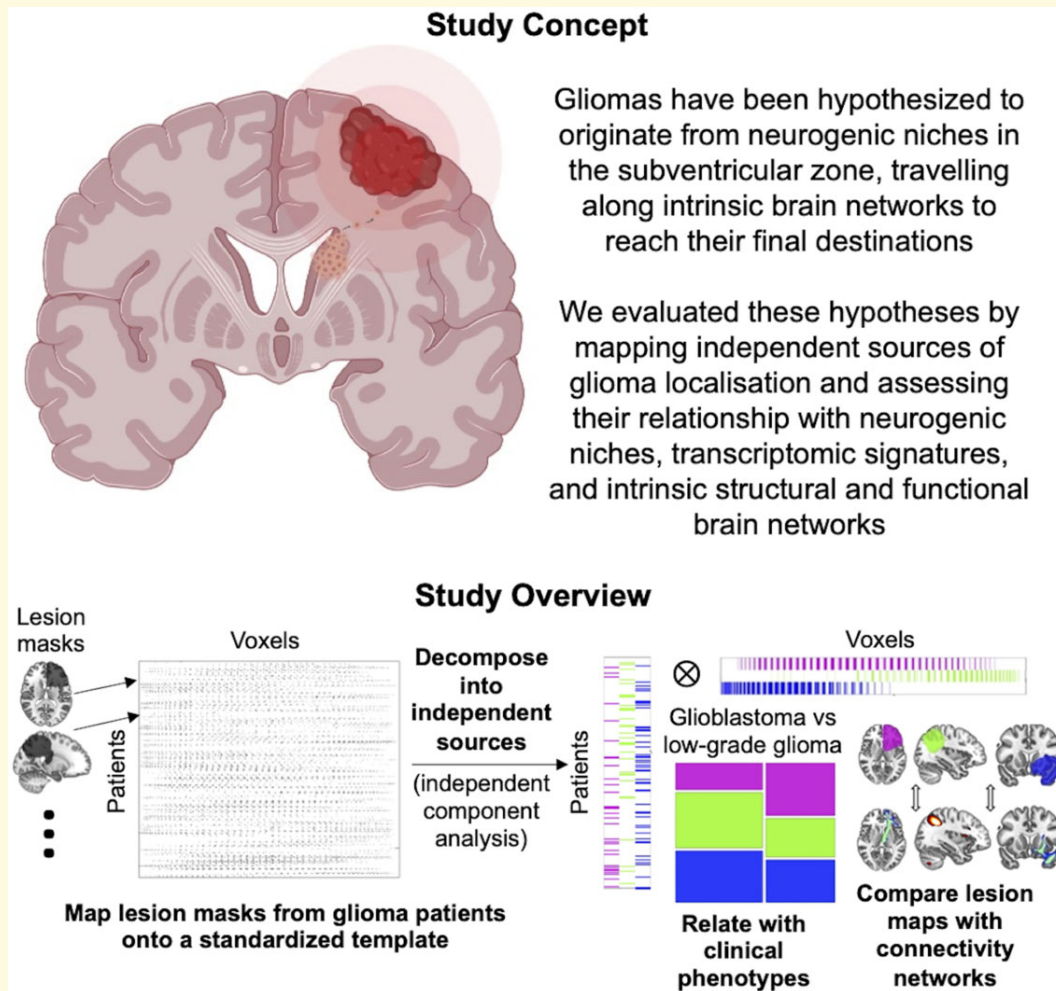 Study Concept
Gliomas have been hypothesized to
originate from neurogenic niches in
the subventricular zone, travelling
along intrinsic brain networks to
reach their final destinations
We evaluated these hypotheses by
mapping independent sources of
glioma localisation and assessing
their relationship with neurogenic
niches, transcriptomic signatures,
and intrinsic structural and functional
brain networks
Study Overview
Lesion
masks
Voxels
Patients
Map lesion masks from glioma patients
onto a standardized template
Decompose
into
independent
sources
(independent
component
analysis)
Patients
Voxels
Glioblastoma vs
low-grade glioma
Relate with
clinical
phenotypes
Compare lesion
maps with
connectivity
networks